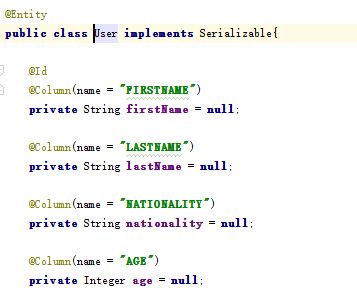 @Entity
public class User implements Serializable{
@Id
@Column(name = "FIRSTNAME")
private String firstName = null;
@Column(name = "LASTNAME")
private String lastName = null;
@Column(name = "NATIONALITY")
private String nationality = null;
@Column(name = "AGE")
private Integer age = null;